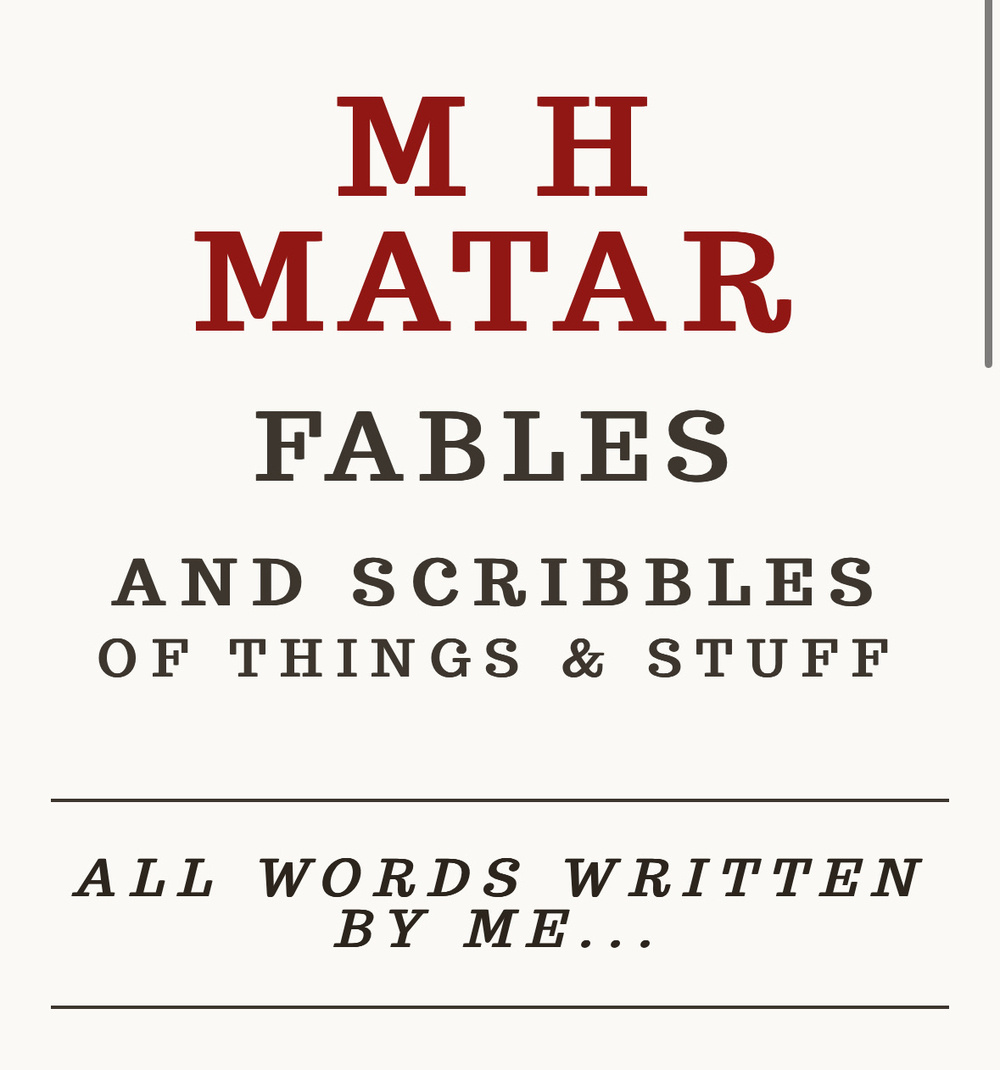 M H
MATAR
FABLES
AND SCRIBBLES
OF THINGS & STUFF
ALL WORDS WRITTEN
BY ME...